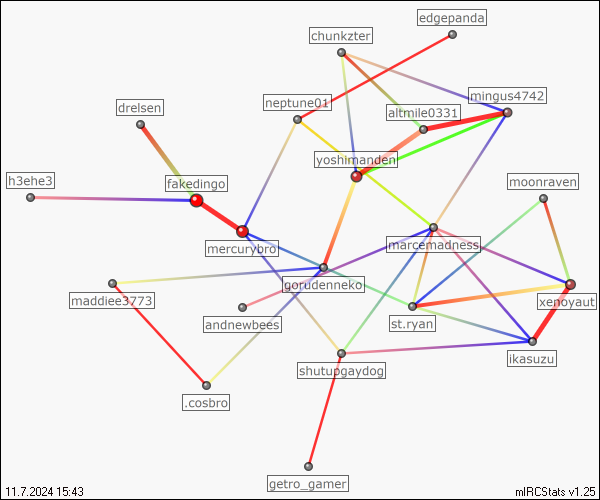 edgepanda
chunkzter
mingus4742
neptune01
drelsen
altmile0331
yoshimanden
h3ehe3
fakedingo
moonraven
mercurybro
marcemadness
gorudenneko
maddiee3773
xenoyaut
andnewbees
st.ryan
ikasuzu
shutupgaydog
.cosbro
getro_gamer
11.7.2024 15:43
mIRCStats v1.25